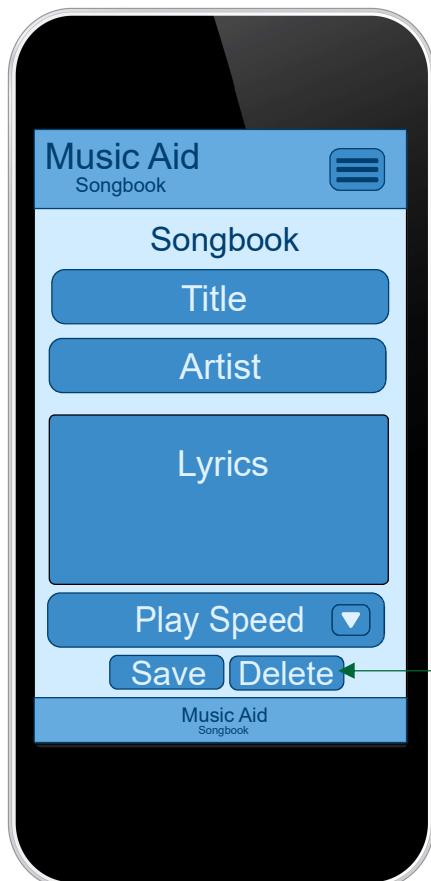 Music Aid
Songbook
Songbook
Title
Artist
Lyrics
Play Speed
Save Delete
Music Aid
Songbook